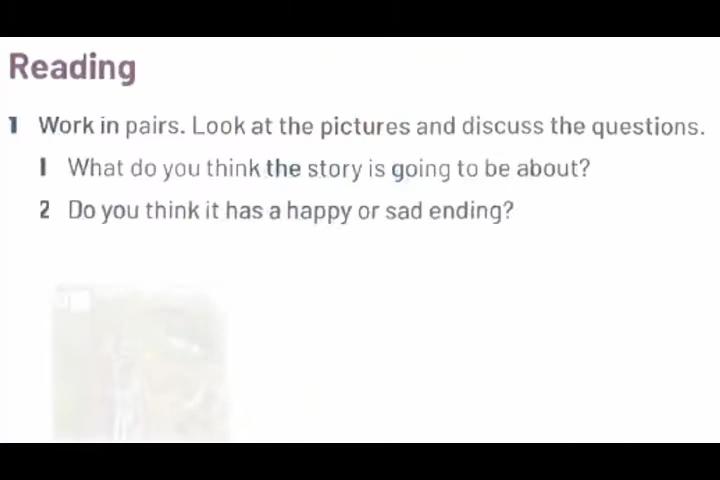 Reading
1 Work in pairs. Look at the pictures and discuss the questions.
1 What do you think the story is going to be about?
2 Do you think it has a happy or sad ending?